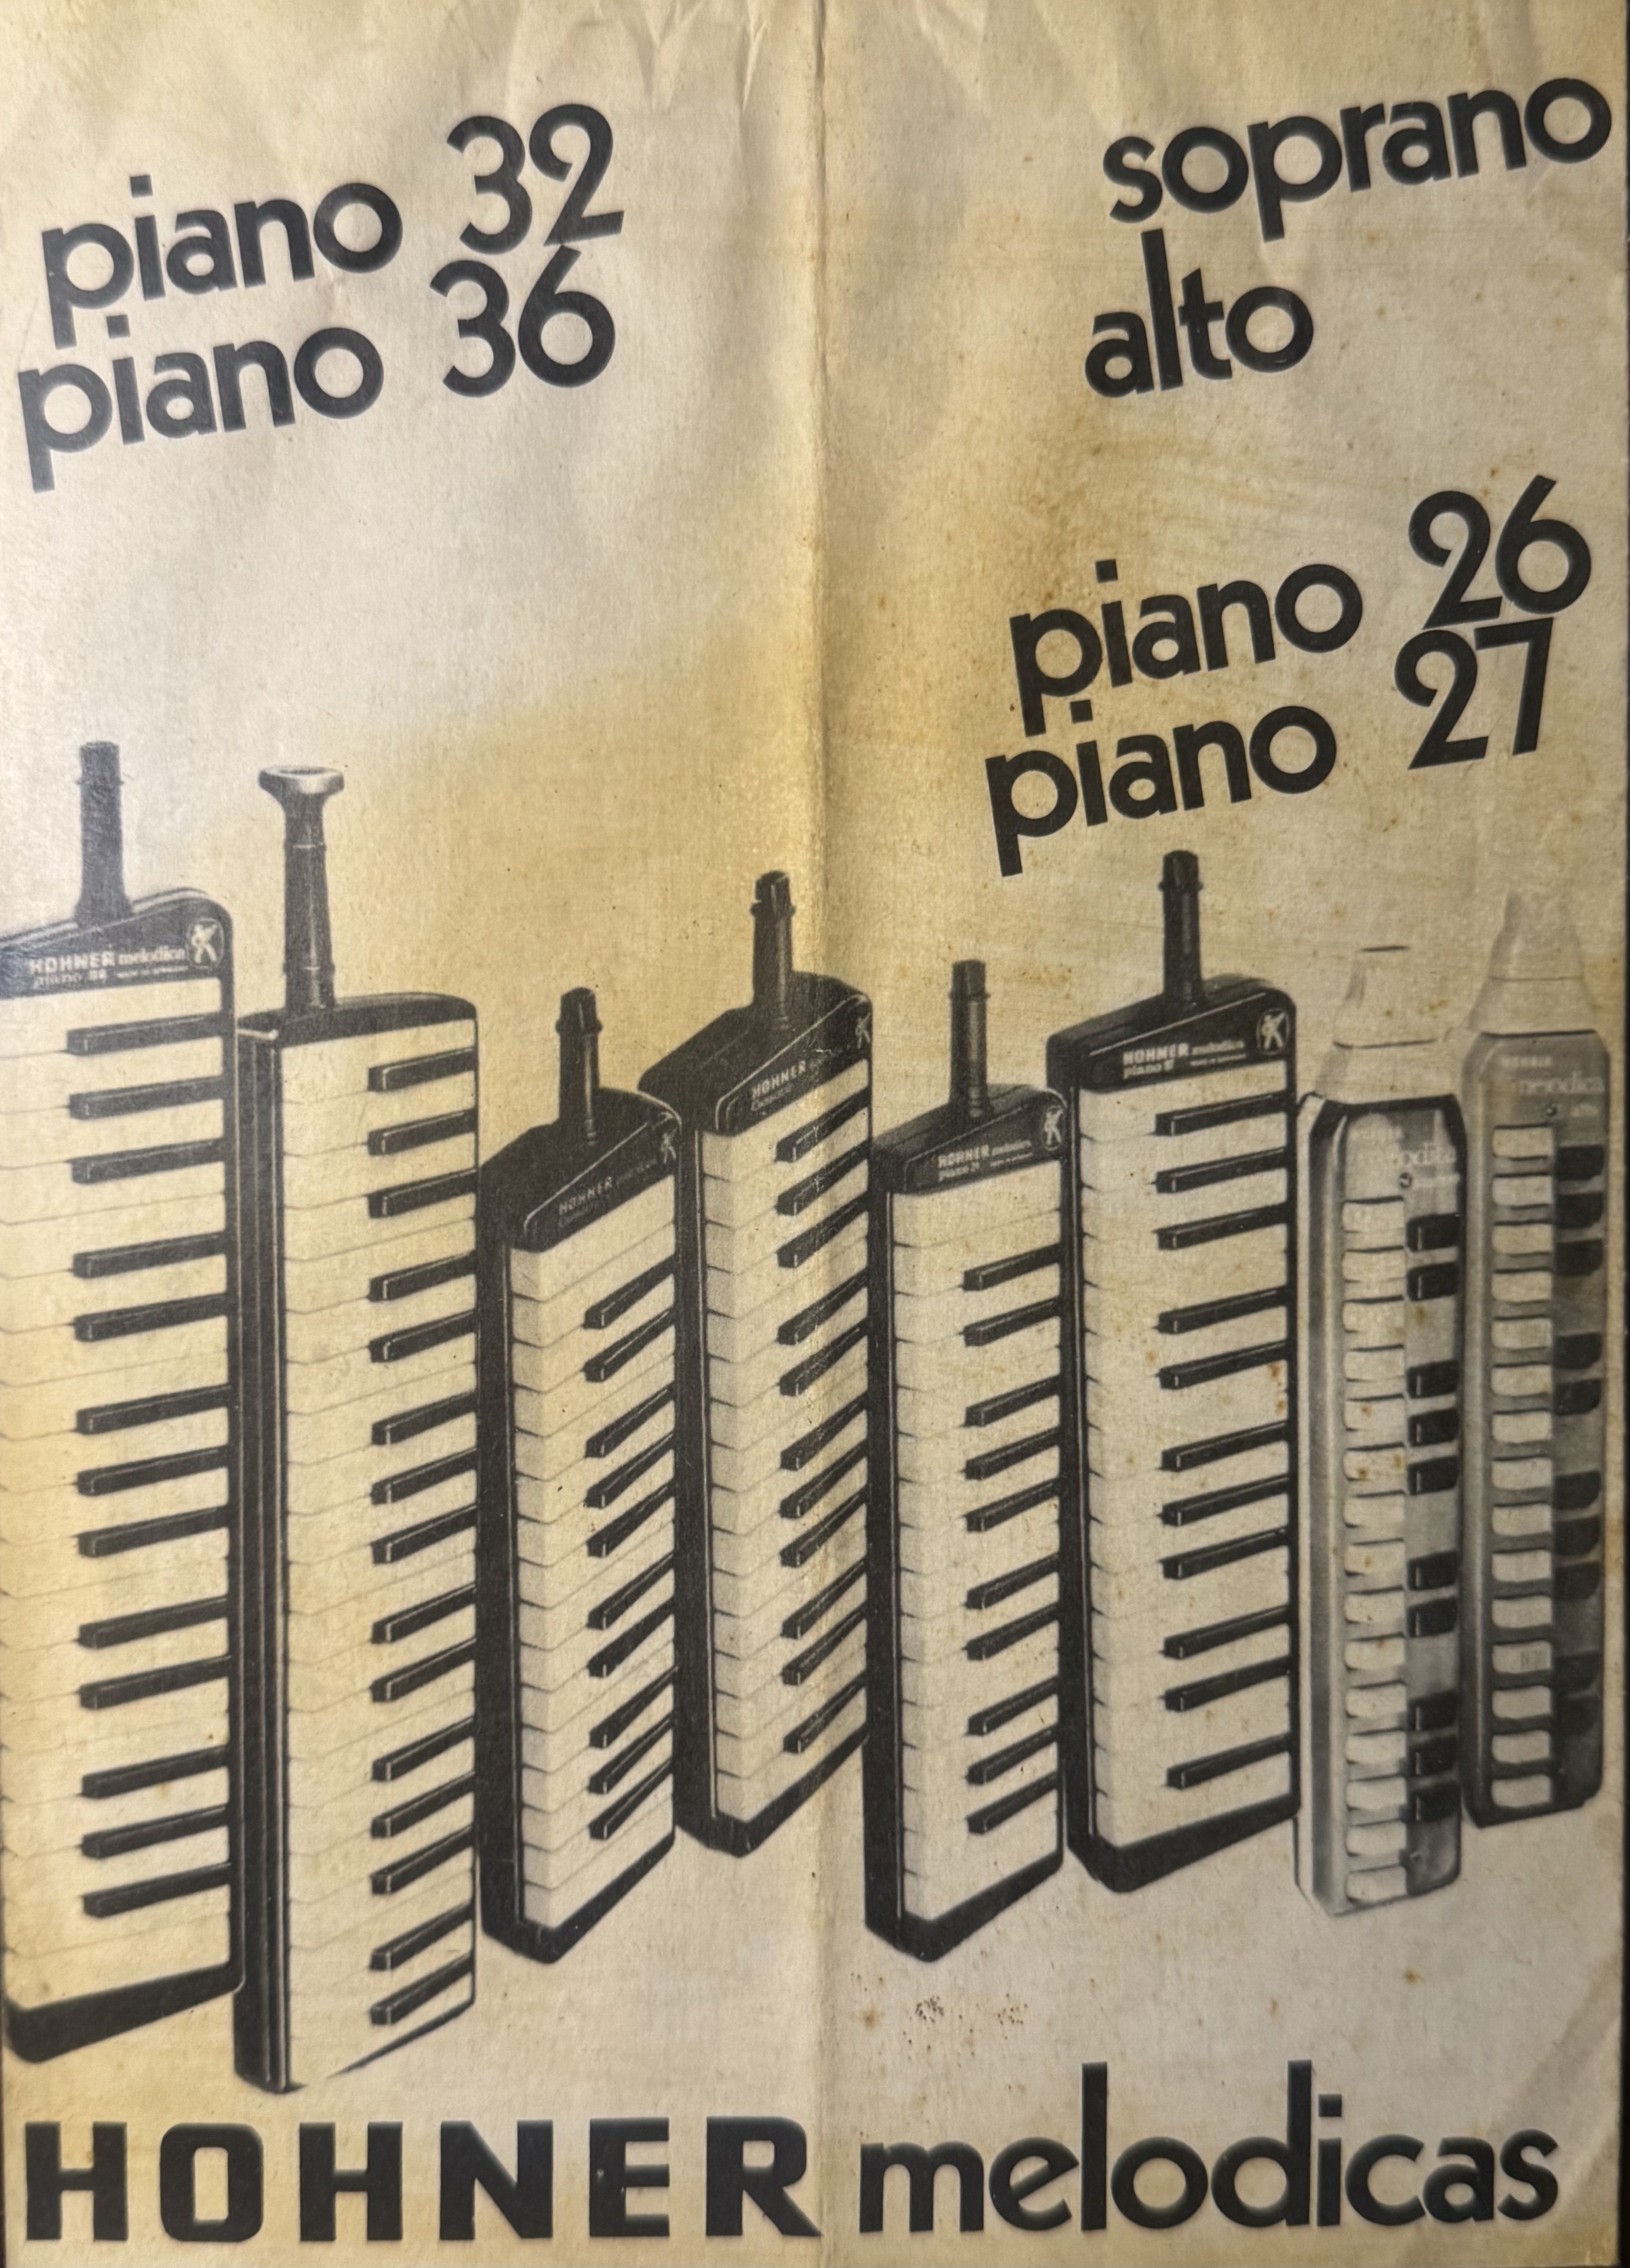 piano 32
piano 36
soprano
alto
piano 26
piano 27
HOHNER melodica
HOHNER
HOHNER
HOHNER melodica
HOHNER melodica
melodica
HOHNER melodicas